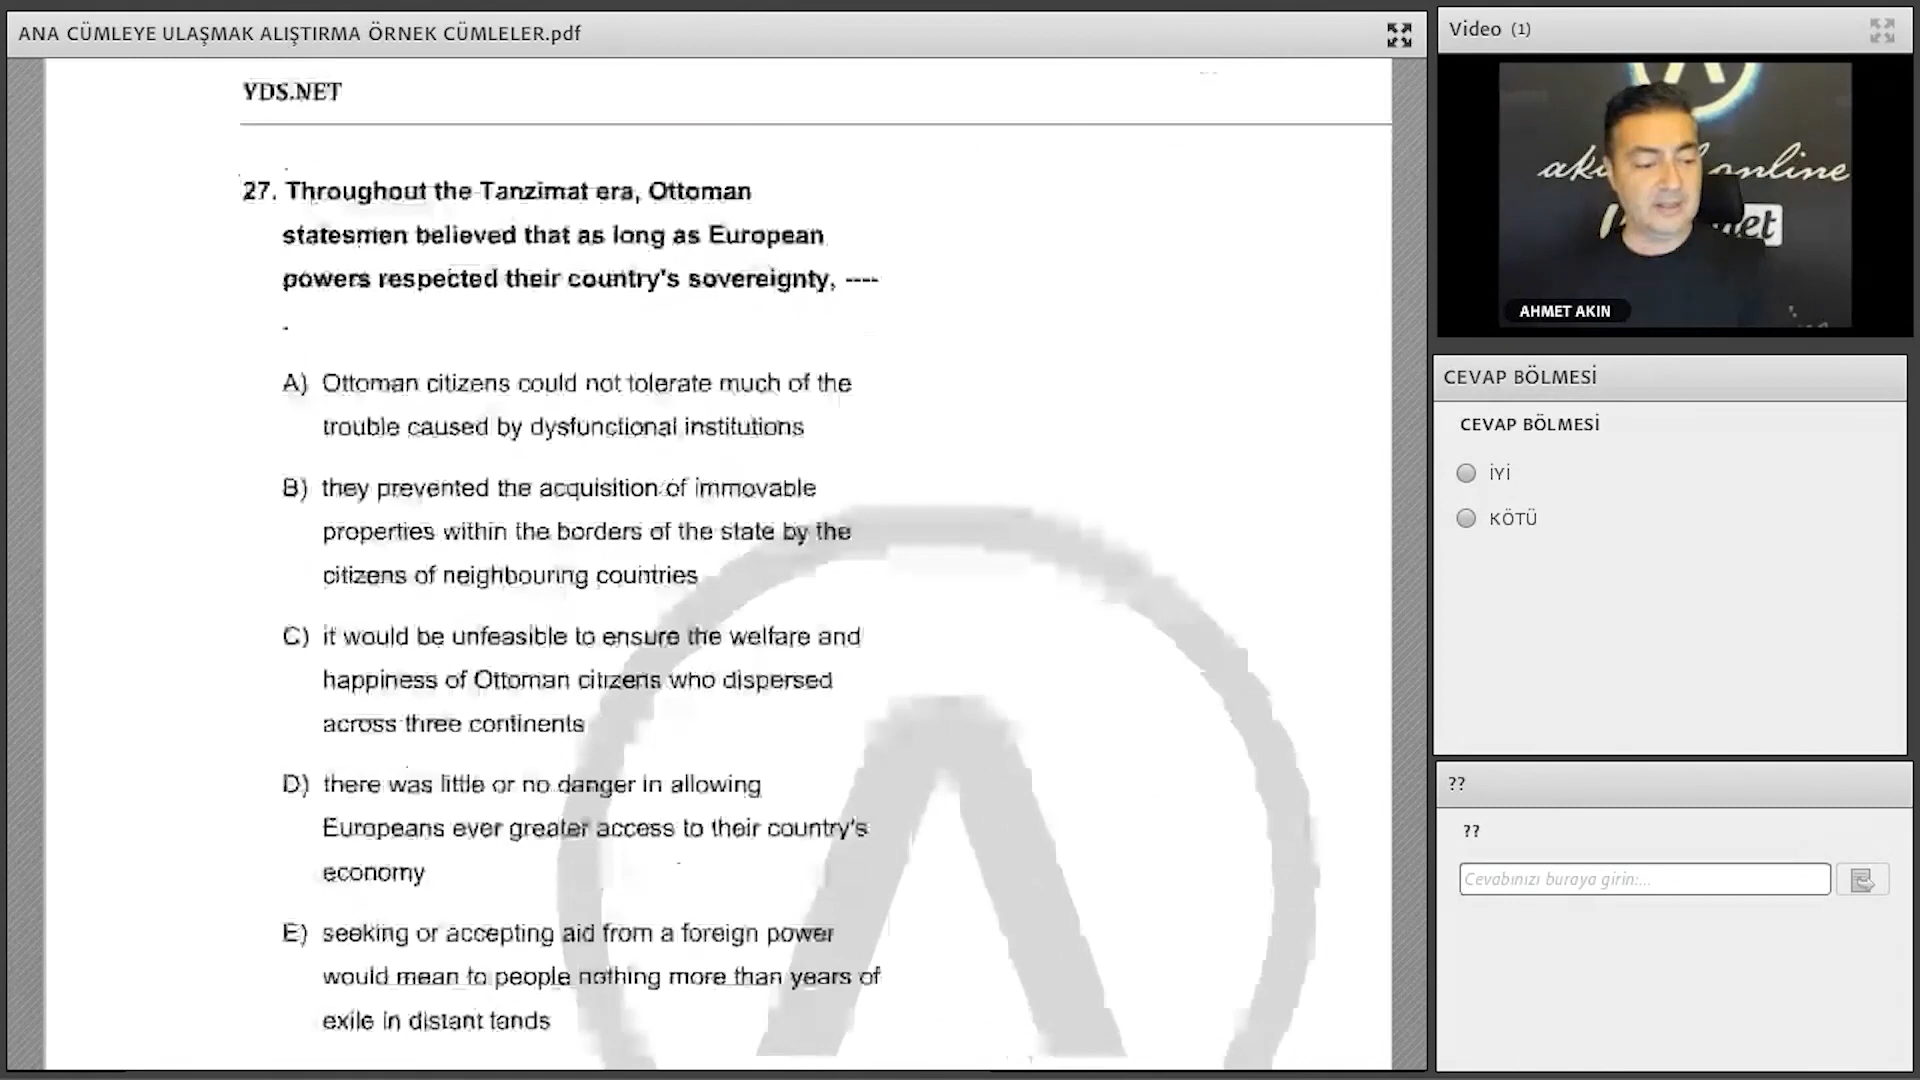 ANA CÜMLEYE ULAŞMAK ALIŞTIRMA ÖRNEK CÜMLELER.pdf
YDS.NET
27. Throughout the Tanzimat era, Ottoman
statesmen believed that as long as European
powers respected their country's sovereignty, ----
.
A) Ottoman citizens could not tolerate much of the
trouble caused by dysfunctional institutions
B) they prevented the acquisition of immovable
properties within the borders of the state by the
citizens of neighbouring countries
C) it would be unfeasible to ensure the welfare and
happiness of Ottoman citizens who dispersed
across three continents
D) there was little or no danger in allowing
Europeans ever greater access to their country's
economy
E) seeking or accepting aid from a foreign power
would mean to people nothing more than years of
exile in distant lands
Video (1)
online
AHMET AKIN
CEVAP BÖLMESİ
CEVAP BÖLMESİ
İYİ
KÖTÜ
??
??
Cevabınızı buraya girin:...